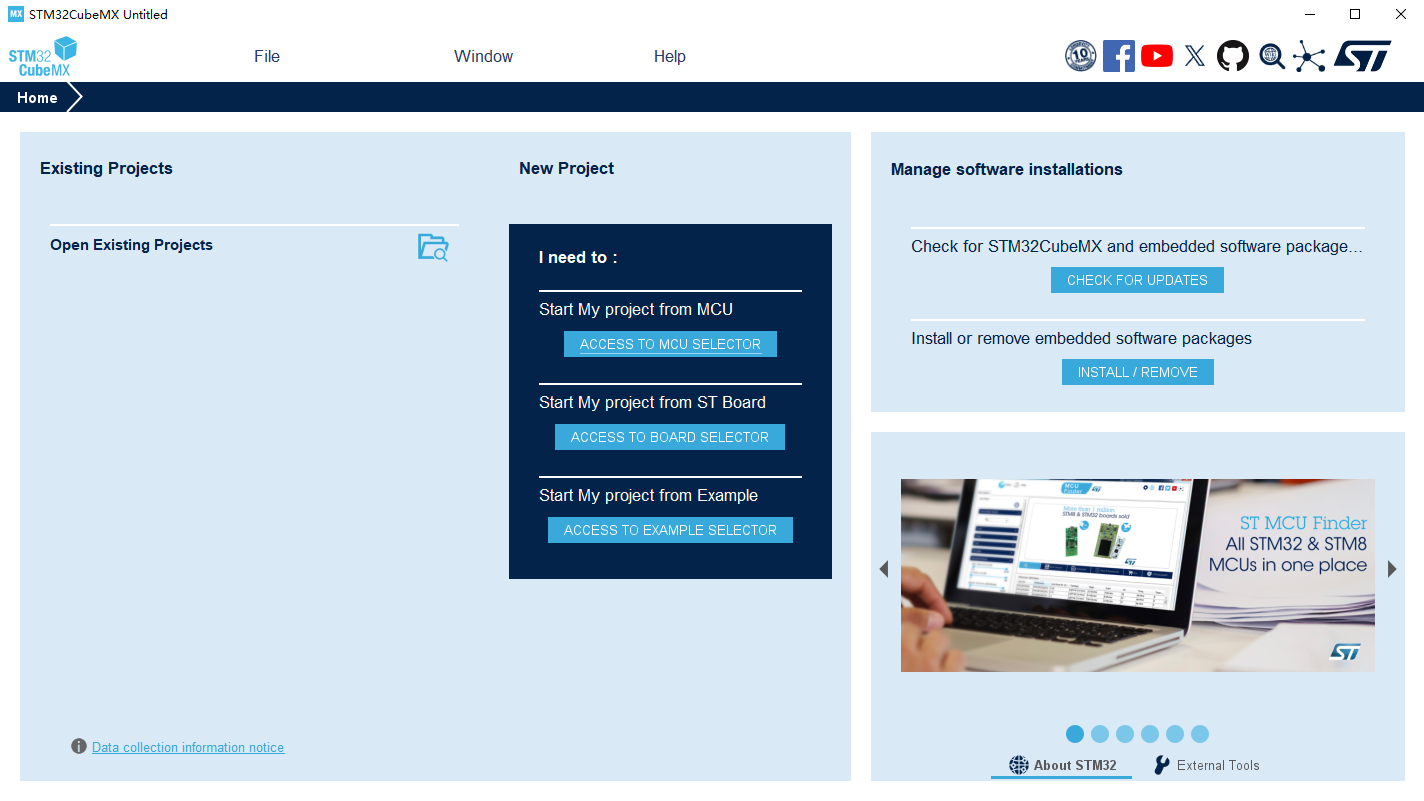 MX STM32CubeMX Untitled
STM32
CubeMX
File
Window
Help
10
Home
Existing Projects
Open Existing Projects
Data collection information notice
New Project
I need to :
Start My project from MCU
ACCESS TO MCU SELECTOR
Start My project from ST Board
ACCESS TO BOARD SELECTOR
Start My project from Example
ACCESS TO EXAMPLE SELECTOR
Manage software installations
Check for STM32CubeMX and embedded software package...
CHECK FOR UPDATES
Install or remove embedded software packages
INSTALL / REMOVE
MCU
Finder
More than 1 million
STM8 & STM32 boards sold
ST MCU Finder
All STM32 & STM8
MCUs in one place
About STM32
External Tools